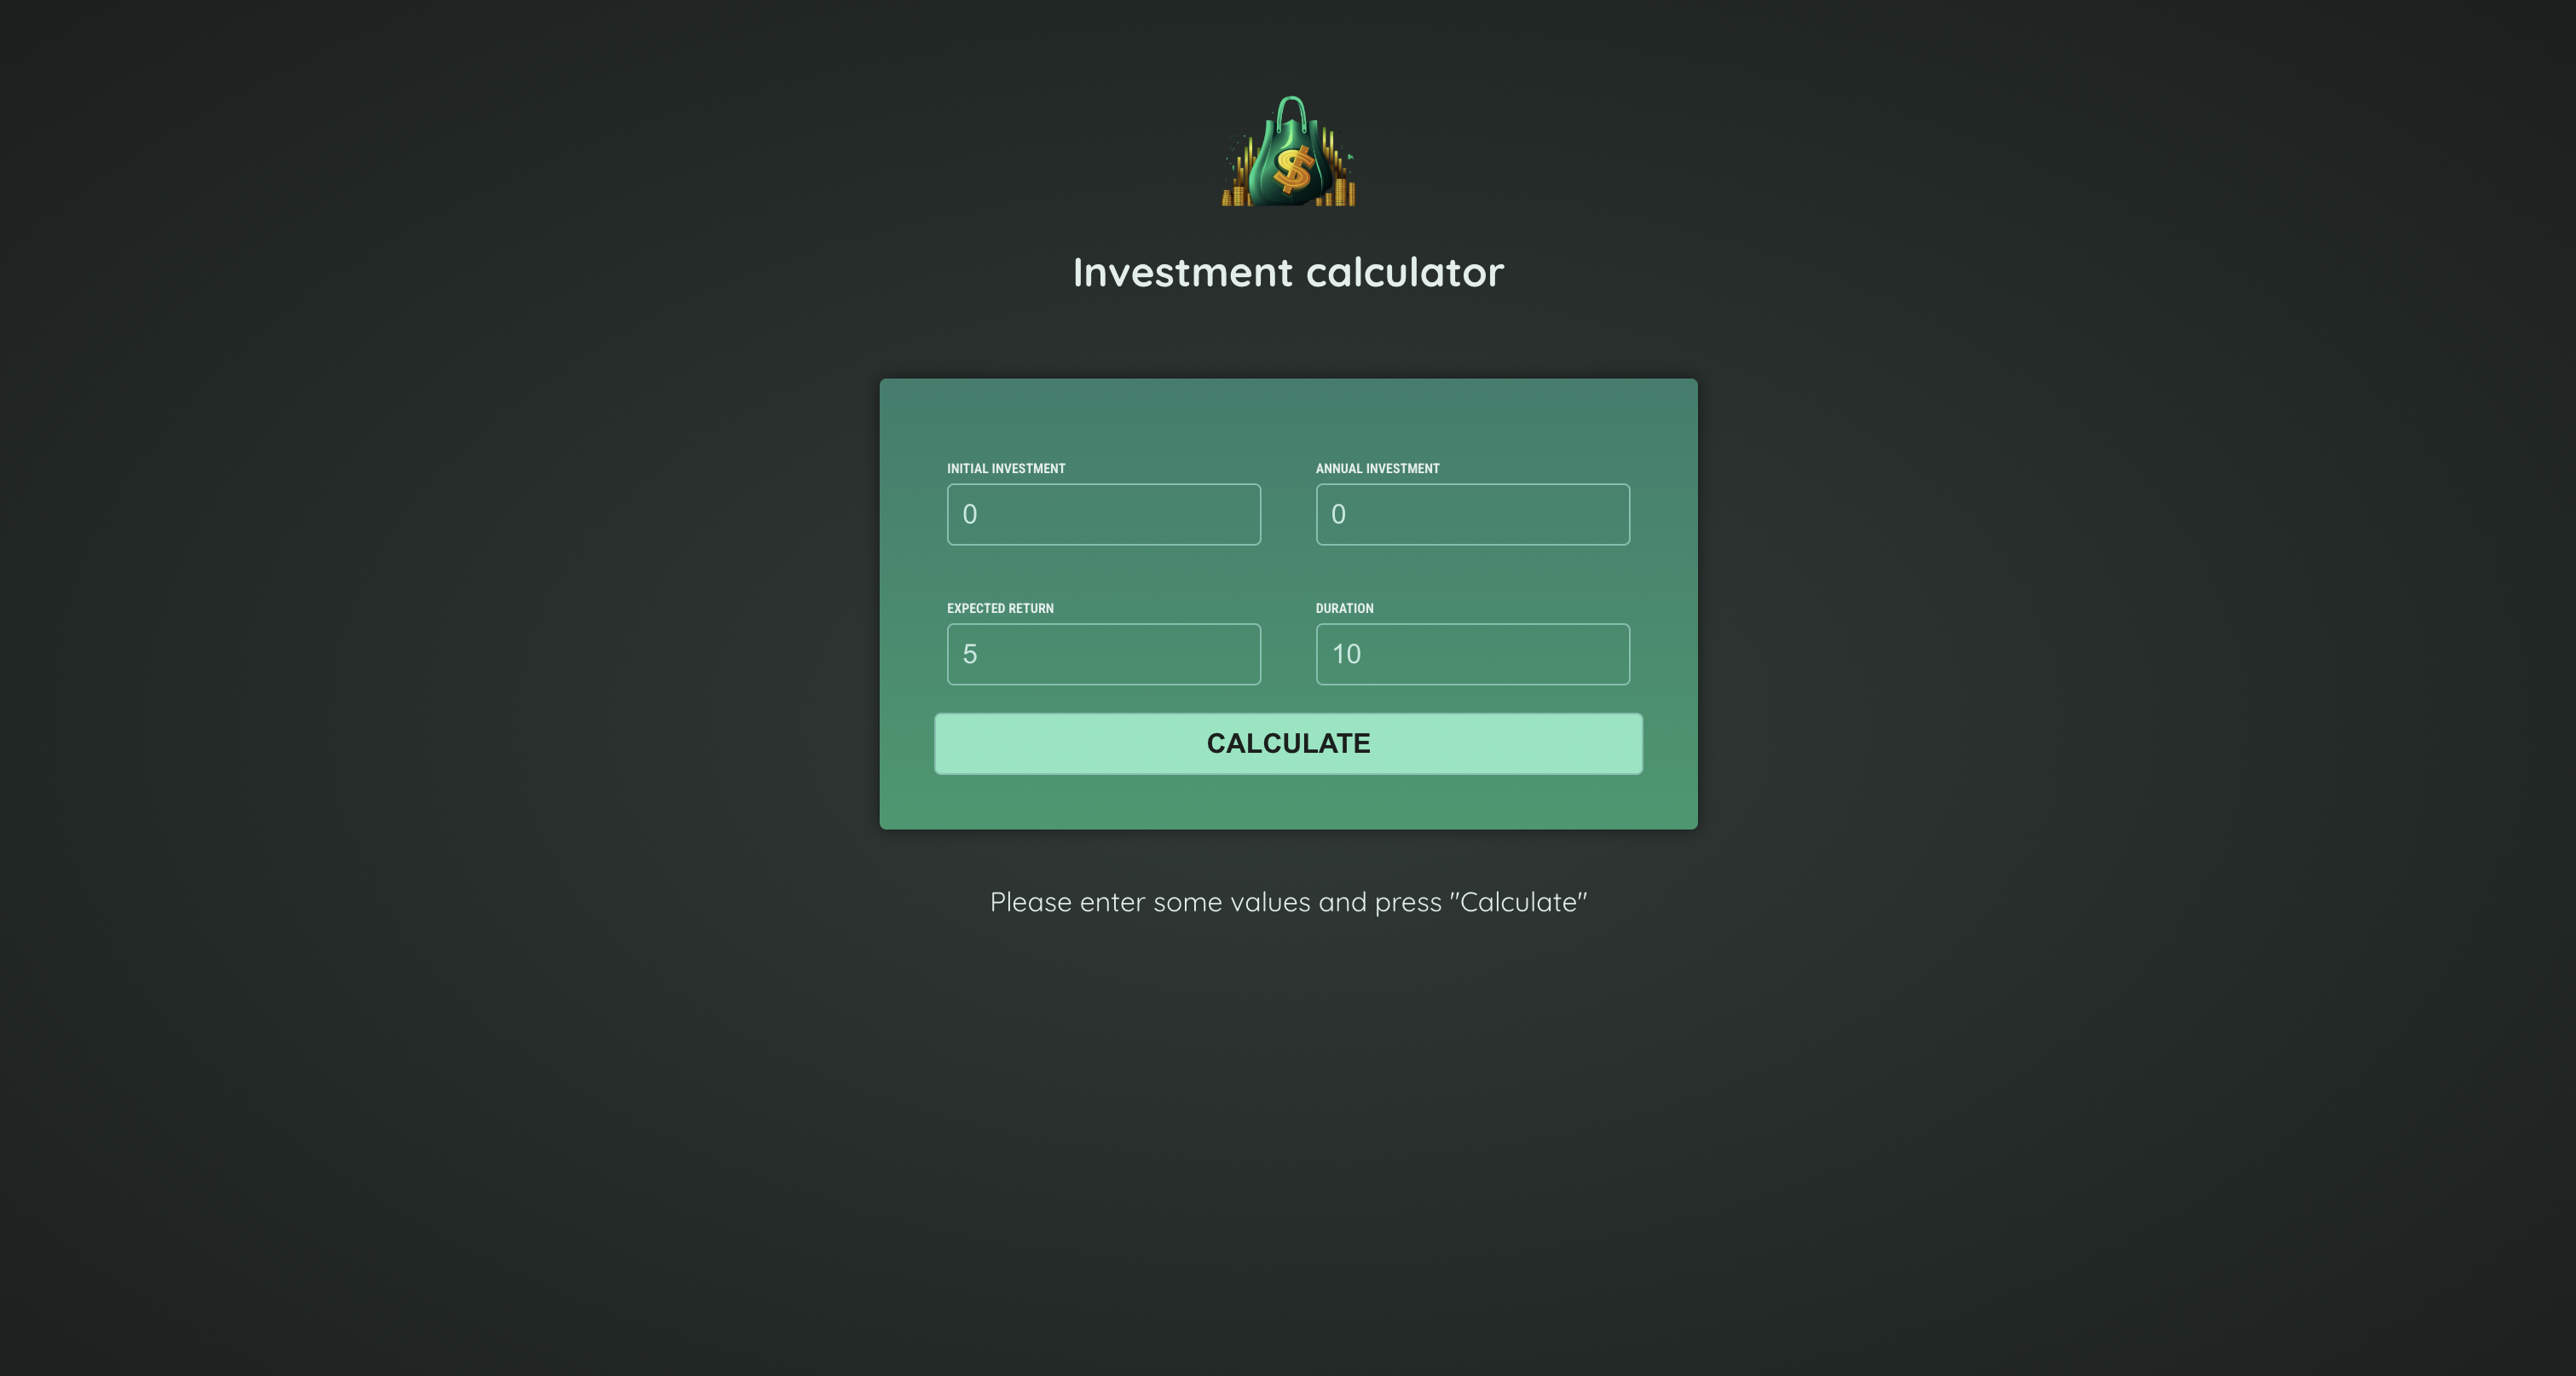 $
Investment calculator
INITIAL INVESTMENT
ANNUAL INVESTMENT
0
0
EXPECTED RETURN
DURATION
5
10
CALCULATE
Please enter some values and press "Calculate"